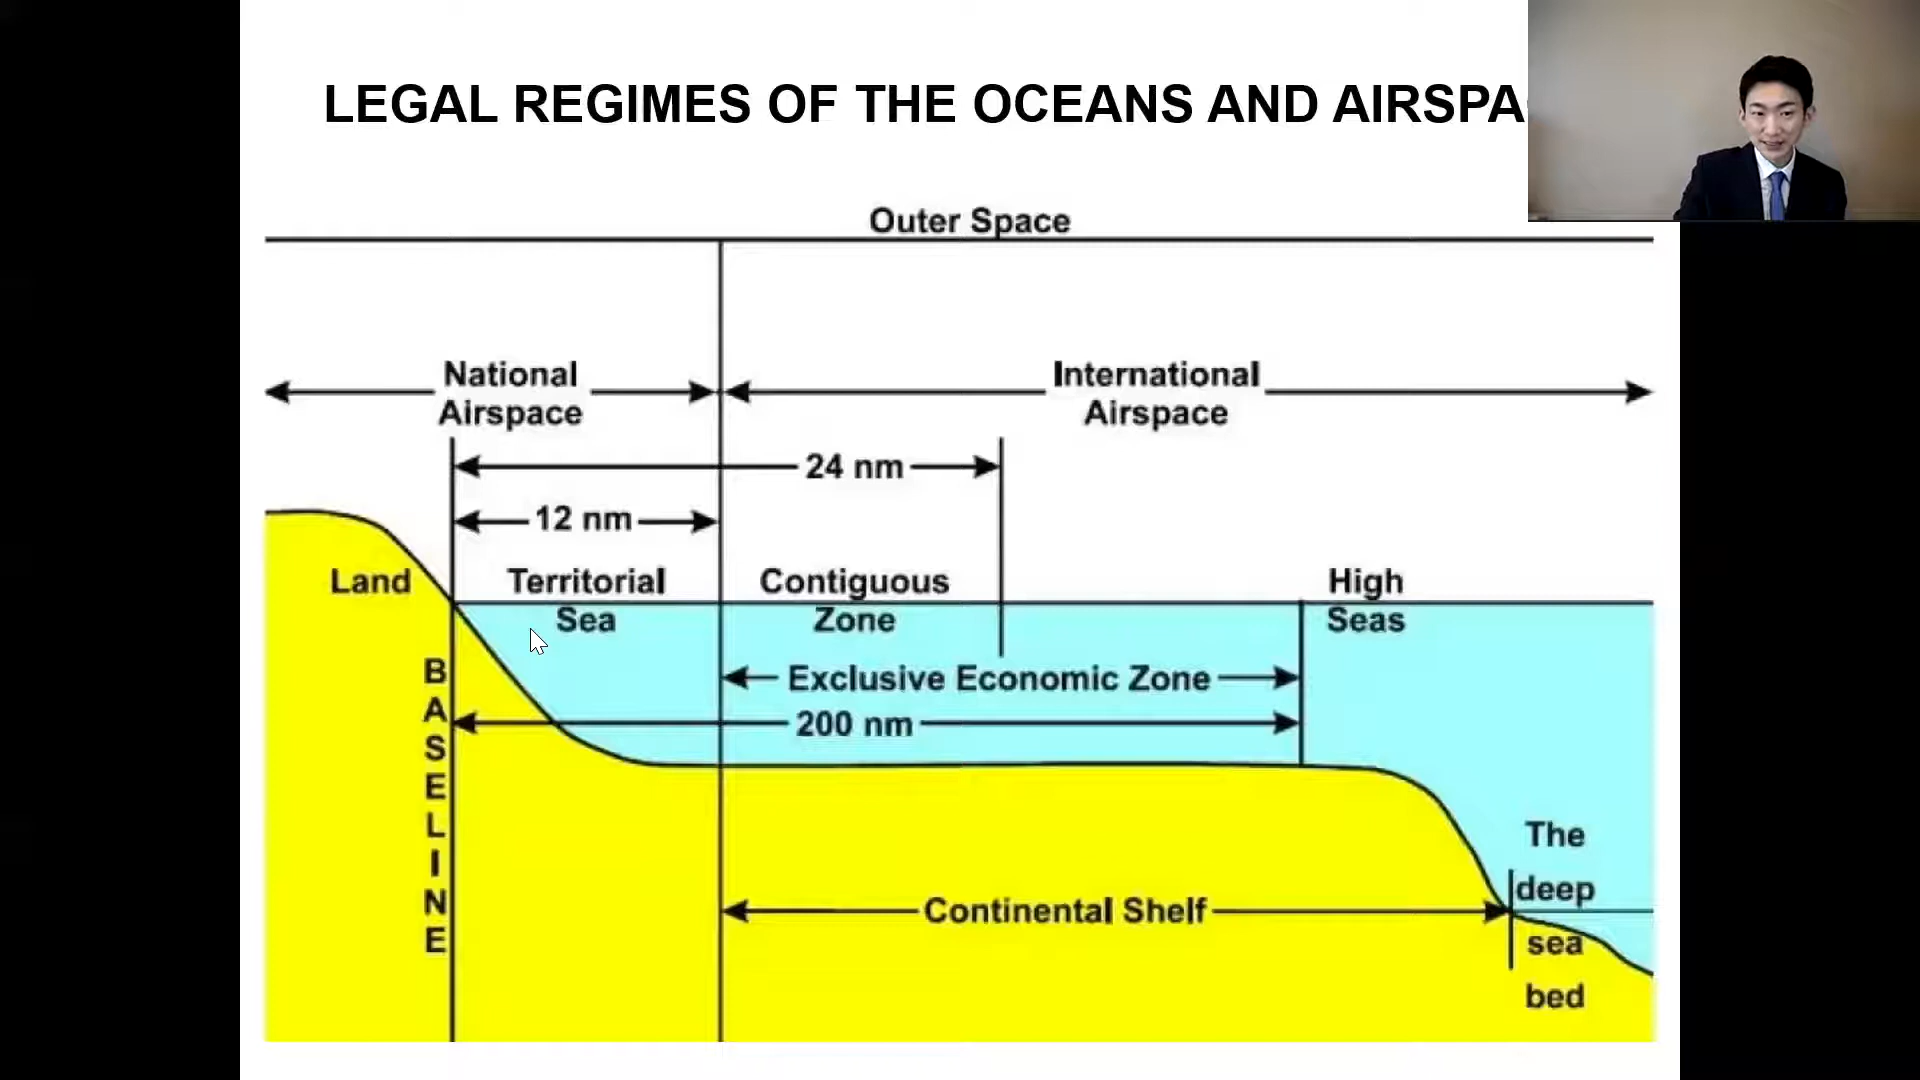 LEGAL REGIMES OF THE OCEANS AND AIRSPA
Outer Space
National
Airspace
International
Airspace
24 nm
12 nm
Land
Territorial
Sea
Contiguous
Zone
High
Seas
Exclusive Economic Zone
200 nm
B
A
S
E
L
I
N
E
Continental Shelf
The
deep
sea
bed